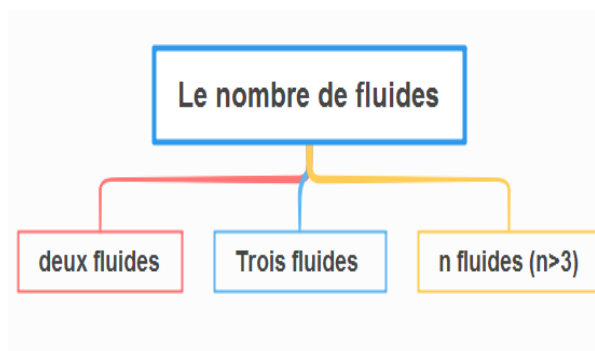 Le nombre de fluides
deux fluides
Trois fluides
n fluides (n>3)